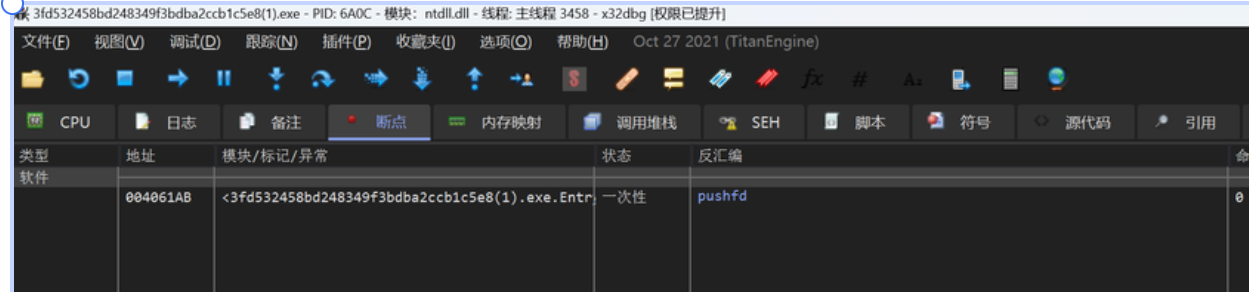 3fd532458bd248349f3bdba2ccb1c5e8(1).exe - PID: 6A0C - 模块: ntdll.dll - 线程: 主线程 3458 - x32dbg [权限已提升]
文件(F) 视图(V) 调试(D) 跟踪(N) 插件(P) 收藏夹(I) 选项(O) 帮助(H) Oct 27 2021 (TitanEngine)
CPU 日志 备注 断点 内存映射 调用堆栈 SEH 脚本 符号 源代码 引用
类型 地址 模块/标记/异常 状态 反汇编 命
软件
004061AB <3fd532458bd248349f3bdba2ccb1c5e8(1).exe.Entr 一次性 pushfd 0